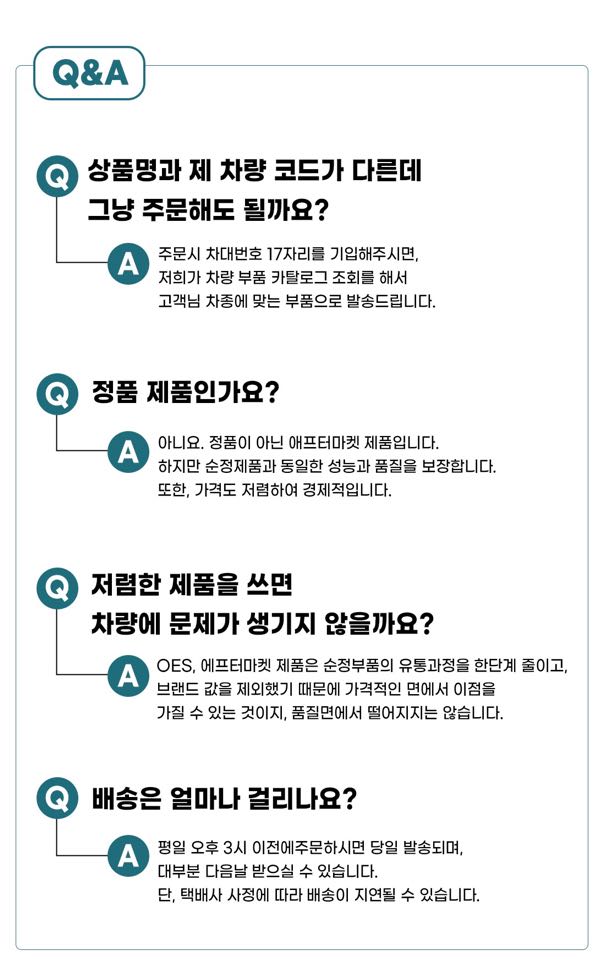 Q&A
Q 상품명과 제 차량 코드가 다른데
그냥 주문해도 될까요?
A 주문시 차대번호 17자리를 기입해주시면,
저희가 차량 부품 카탈로그 조회를 해서
고객님 차종에 맞는 부품으로 발송드립니다.
Q 정품 제품인가요?
A 아니요. 정품이 아닌 애프터마켓 제품입니다.
하지만 순정제품과 동일한 성능과 품질을 보장합니다.
또한, 가격도 저렴하여 경제적입니다.
Q 저렴한 제품을 쓰면
차량에 문제가 생기지 않을까요?
A OES, 에프터마켓 제품은 순정부품의 유통과정을 한단계 줄이고,
브랜드 값을 제외했기 때문에 가격적인 면에서 이점을
가질 수 있는 것이지, 품질면에서 떨어지지는 않습니다.
Q 배송은 얼마나 걸리나요?
A 평일 오후 3시 이전에주문하시면 당일 발송되며,
대부분 다음날 받으실 수 있습니다.
단, 택배사 사정에 따라 배송이 지연될 수 있습니다.